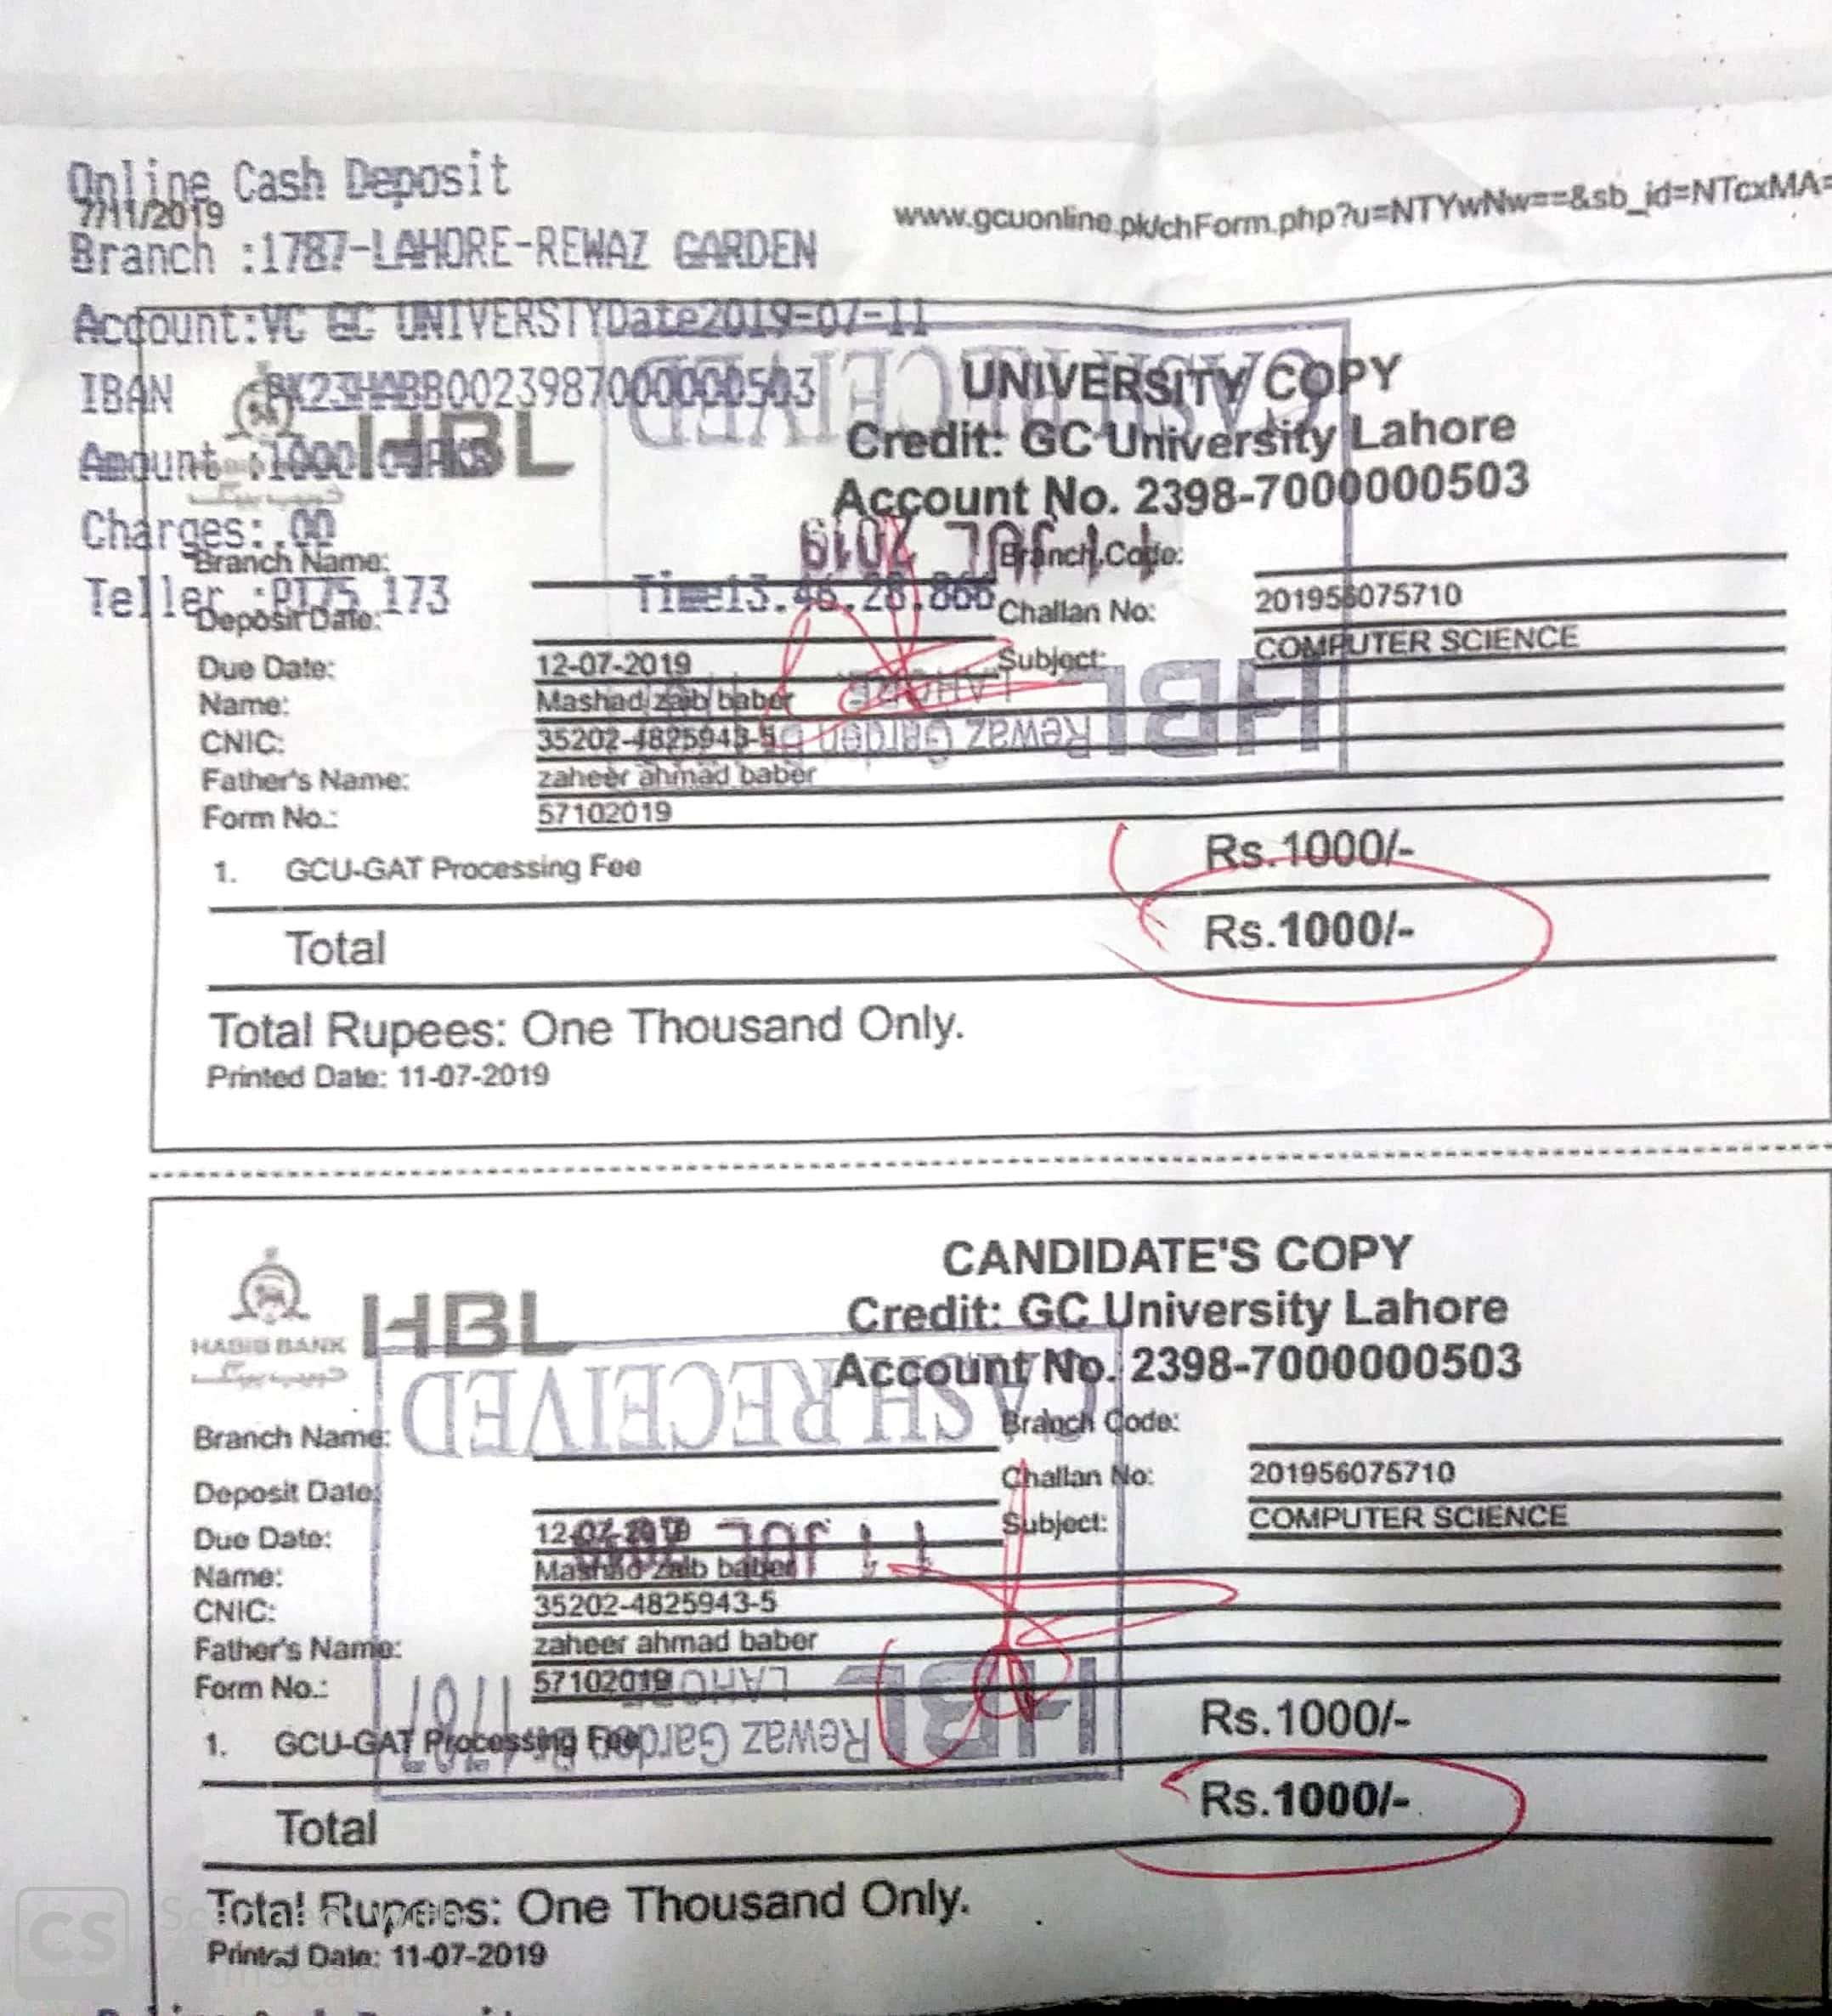 Online Cash Deposit
7/11/2019
www.gcuonline.pk/chForm.php?u=NTYwNw==&sb_id=NTcxMA=
Branch :1787-LAHORE-REWAZ GARDEN
Account:VC GC UNIVERSTYDate2019-07-11
CASH RECEIVED
UNIVERSITY COPY
IBAN PK23HABB0023987000000503
HBL
Credit: GC University Lahore
Amount :1000
Account No. 2398-7000000503
Charges:.00
11 JUL 2019
Branch Name:
Branch Code:
Teller :PT75 173 Time13.46.28.866
Deposit Date:
Challan No: 201956075710
Due Date: 12-07-2019
Subject: COMPUTER SCIENCE
Name: Mashad zaib baber
LAHORE
CNIC: 35202-4825943-5
HBL Rewaz Garden
Father's Name: zaheer ahmad baber
Form No.: 57102019
1. GCU-GAT Processing Fee Rs.1000/-
Total Rs.1000/-
Total Rupees: One Thousand Only.
Printed Date: 11-07-2019
CANDIDATE'S COPY
HBL
Credit: GC University Lahore
HABIB BANK
حبیب بینک
Account No. 2398-7000000503
CASH RECEIVED
Branch Name: Branch Code:
Deposit Date: Challan No: 201956075710
Due Date: 12-07-2019 Subject: COMPUTER SCIENCE
11 JUL
Name: Mashad zaib baber
CNIC: 35202-4825943-5
Father's Name: zaheer ahmad baber
Form No.: 57102019
HBL Rewaz Garden
1. GCU-GAT Processing Fee Rs.1000/-
Total Rs.1000/-
Total Rupees: One Thousand Only.
Printed Date: 11-07-2019
CS